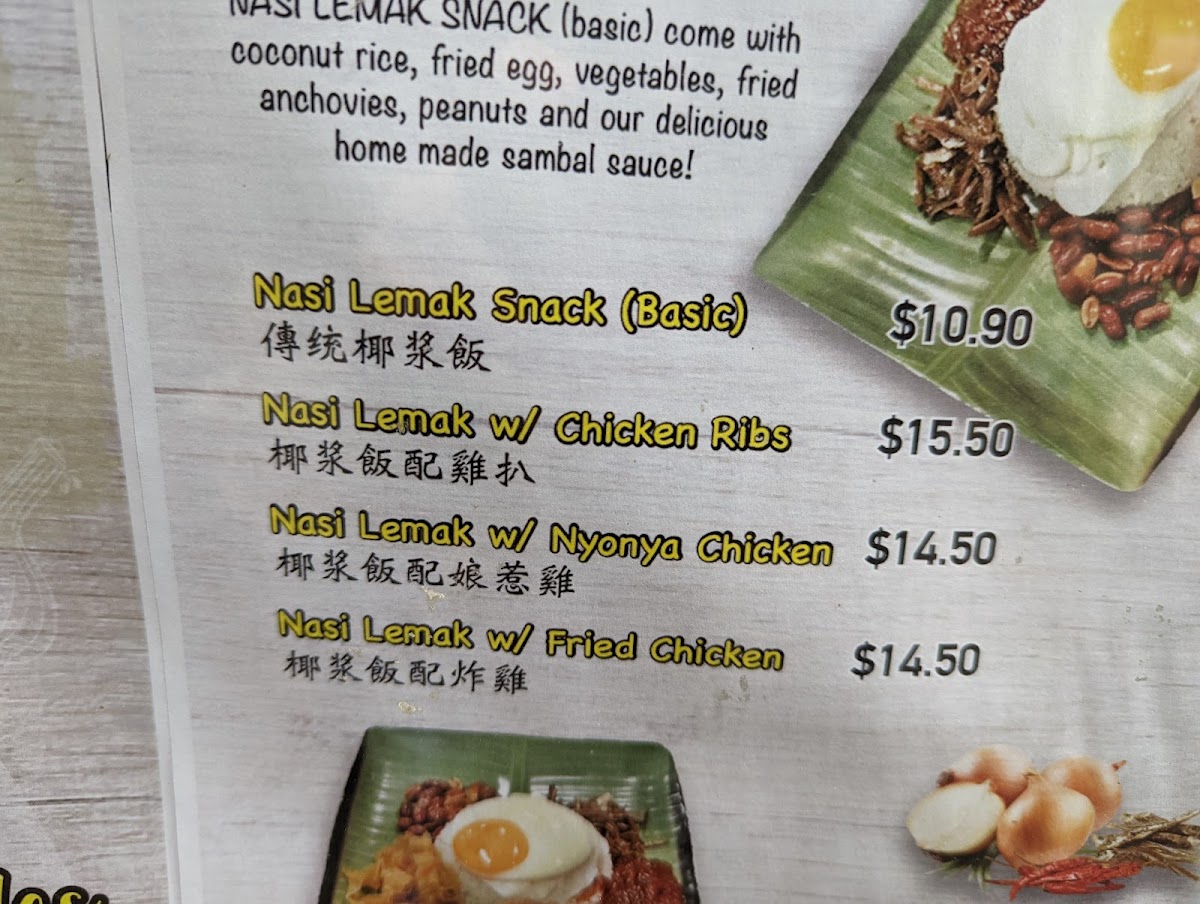 NASI LEMAK SNACK (basic) come with
coconut rice, fried egg, vegetables, fried
anchovies, peanuts and our delicious
home made sambal sauce!
Nasi Lemak Snack (Basic) $10.90
傳统椰浆飯
Nasi Lemak w/ Chicken Ribs $15.50
椰浆飯配雞扒
Nasi Lemak w/ Nyonya Chicken $14.50
椰浆飯配娘惹雞
Nasi Lemak w/ Fried Chicken $14.50
椰浆飯配炸雞